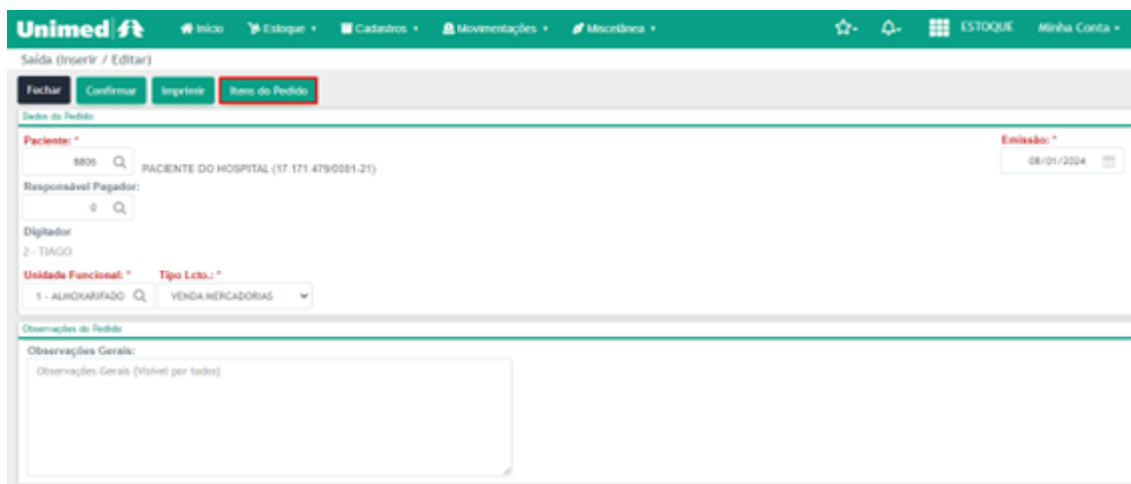 Unimed ft Início Estoque Cadastros Movimentações Miscelânea ESTOQUE Minha Conta
Saída (Inserir / Editar)
Fechar Confirmar Imprimir Itens do Pedido
Dados do Pedido
Paciente: * Emissão: *
8806 PACIENTE DO HOSPITAL (17.171.479/0001-21) 08/01/2024
Responsável Pagador:
0
Digitador
2 - TIAGO
Unidade Funcional: * Tipo Lcto.: *
1 - ALMOXARIFADO VENDA MERCADORIAS
Observações do Pedido
Observações Gerais:
Observações Gerais (Visível por todos)